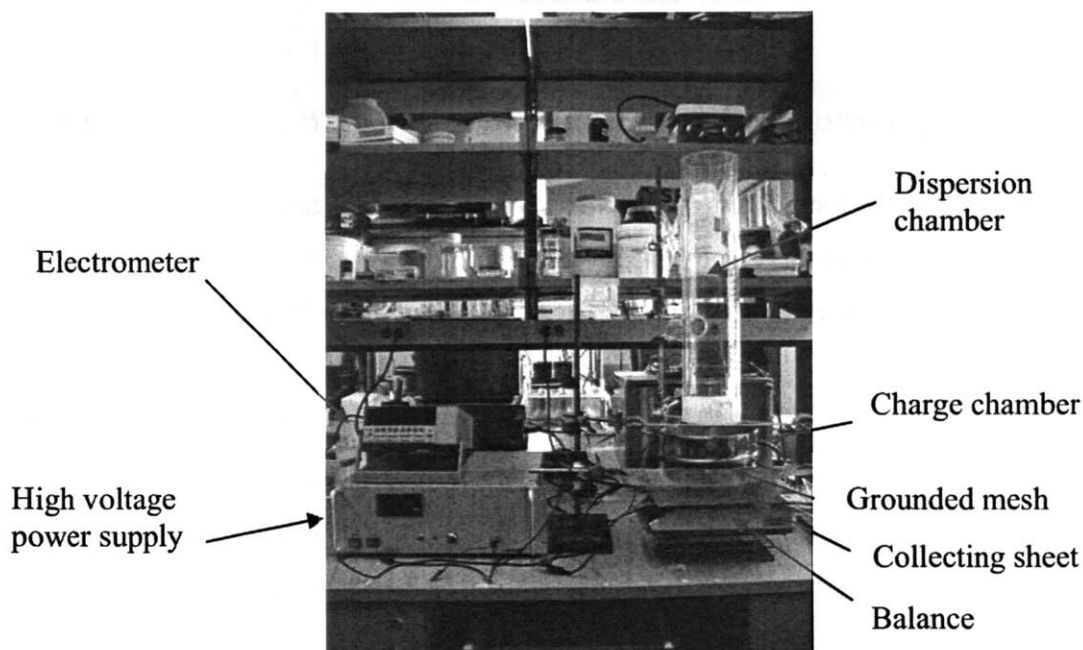 Dispersion
chamber
Electrometer
Charge chamber
High voltage
power supply
Grounded mesh
Collecting sheet
Balance